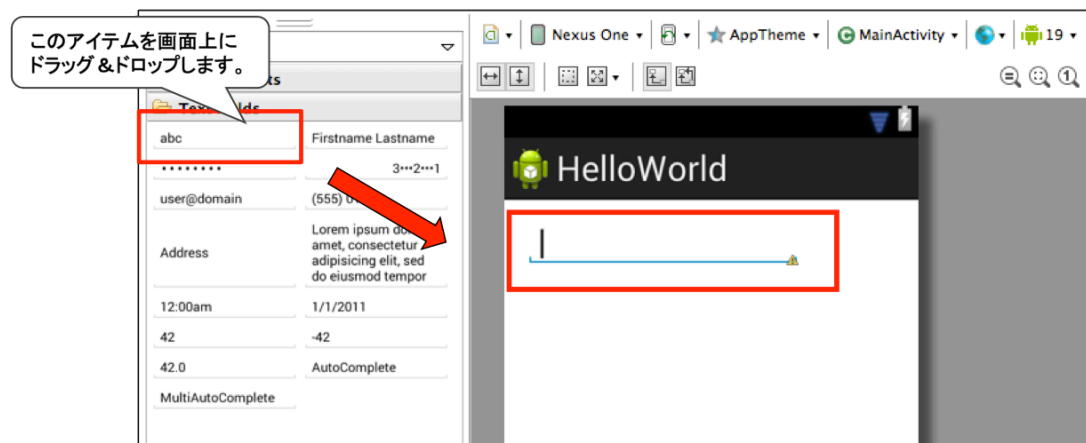 このアイテムを画面上に
ドラッグ&ドロップします。
Nexus One
AppTheme
MainActivity
19
abc
Firstname Lastname
••••••••
3•••2•••1
user@domain
(555)
Address
Lorem ipsum
amet, consectetur
adipisicing elit, sed
do eiusmod tempor
12:00am
1/1/2011
42
-42
42.0
AutoComplete
MultiAutoComplete
HelloWorld